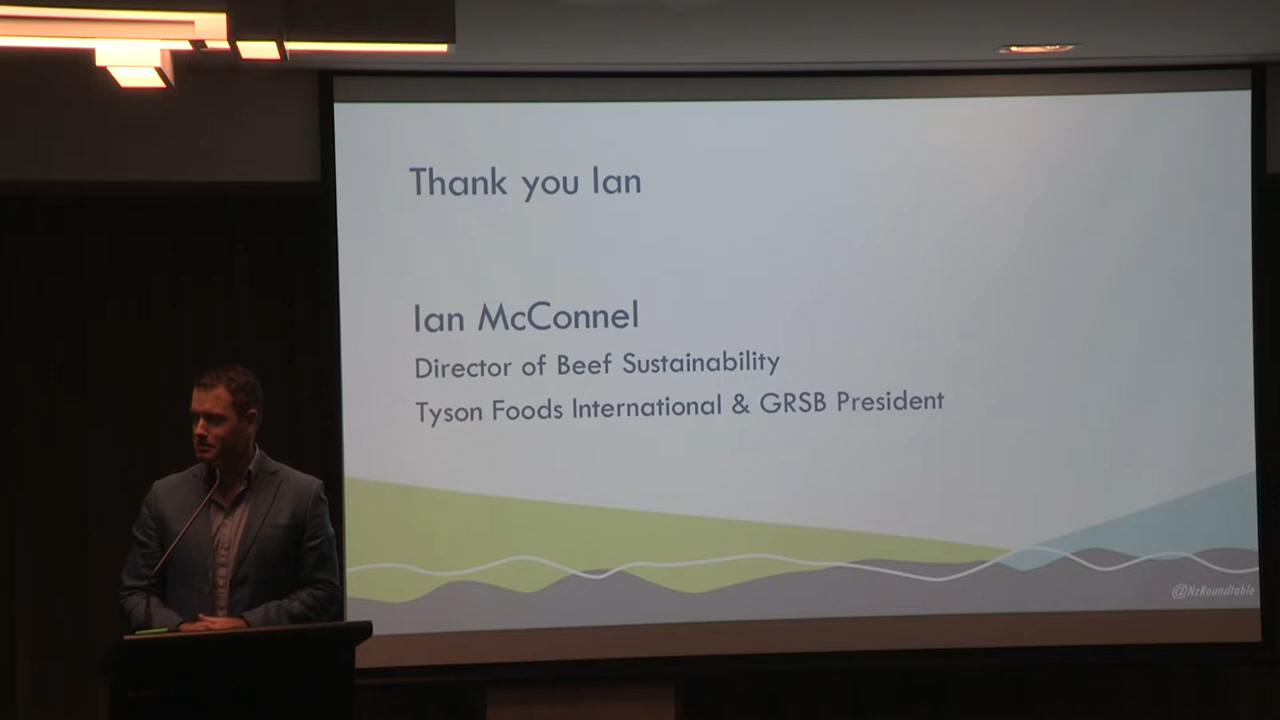 Thank you Ian
Ian McConnel
Director of Beef Sustainability
Tyson Foods International & GRSB President
@NzRoundtable